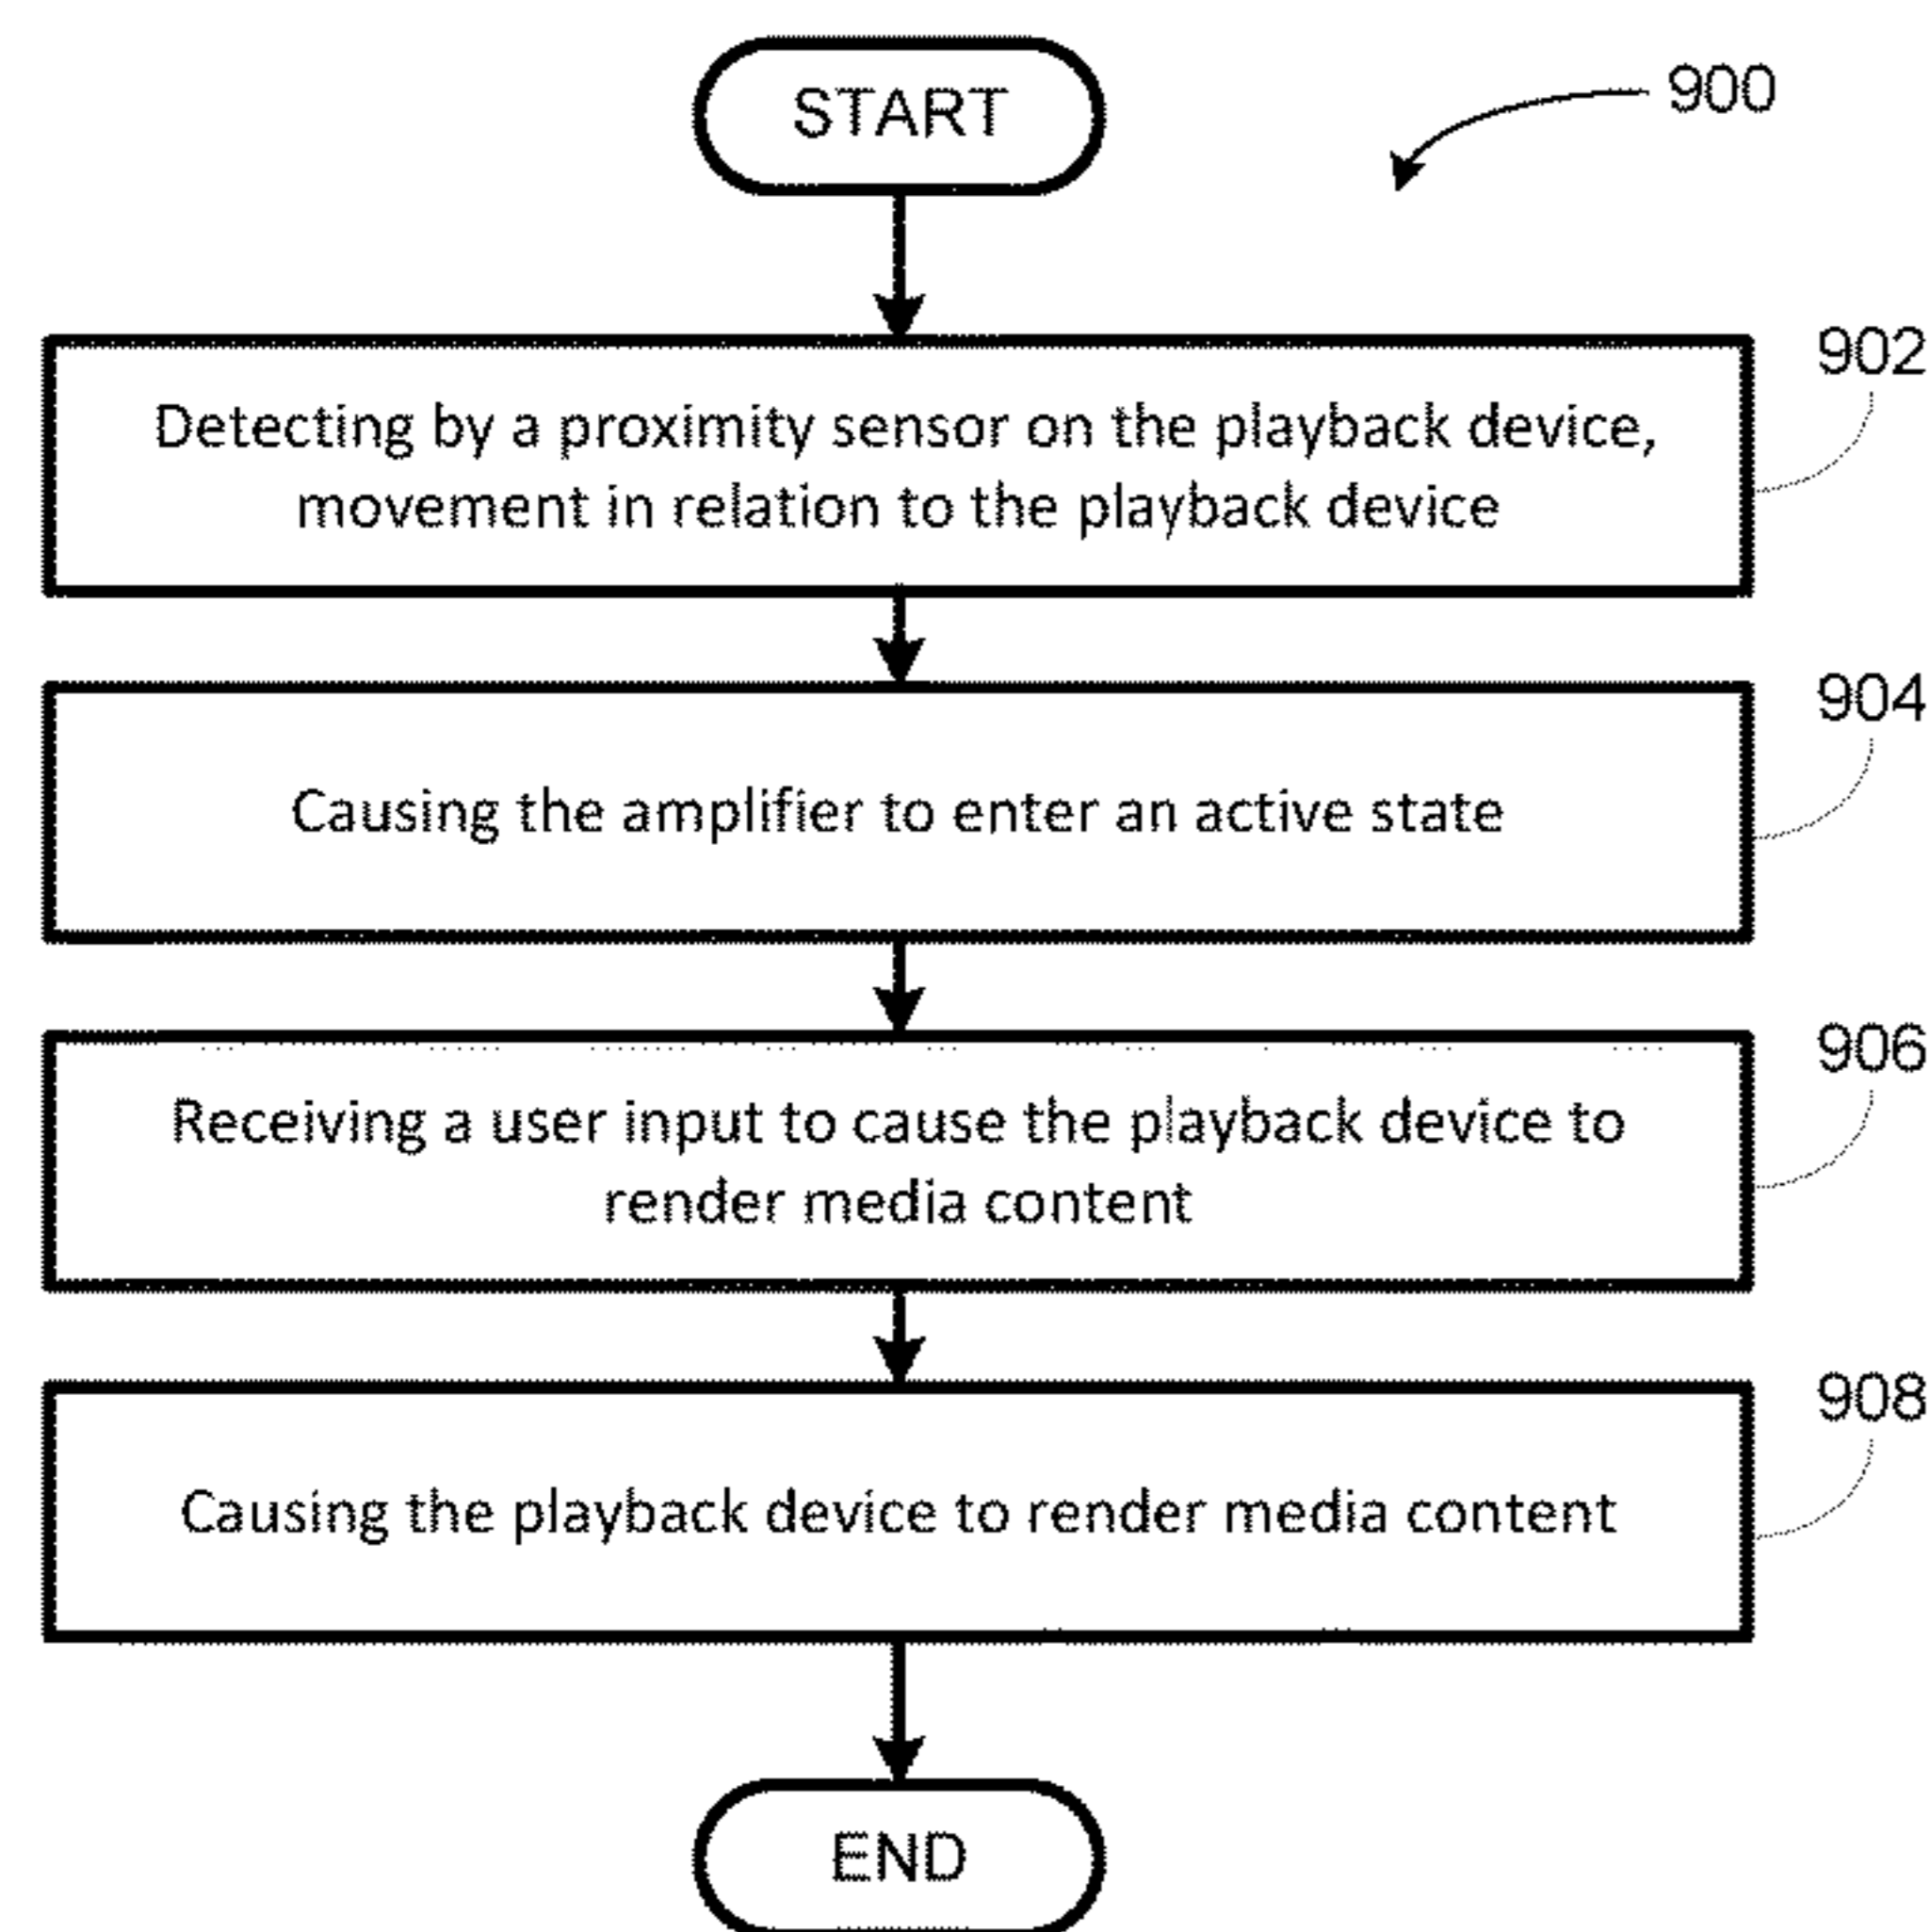 START
900
902
Detecting by a proximity sensor on the playback device,
movement in relation to the playback device
904
Causing the amplifier to enter an active state
906
Receiving a user input to cause the playback device to
render media content
908
Causing the playback device to render media content
END